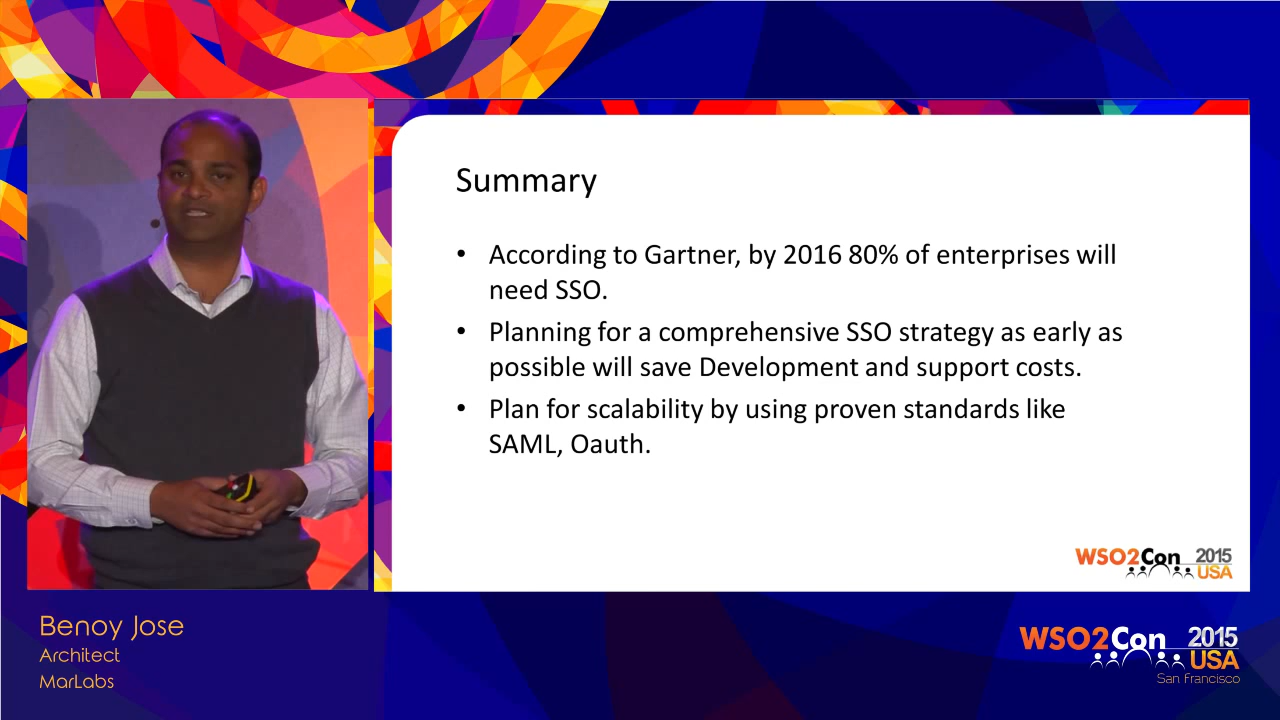 Summary
• According to Gartner, by 2016 80% of enterprises will
need SSO.
• Planning for a comprehensive SSO strategy as early as
possible will save Development and support costs.
• Plan for scalability by using proven standards like
SAML, Oauth.
WSO2Con 2015
USA
Benoy Jose
Architect
MarLabs
WSO2Con 2015
USA
San Francisco